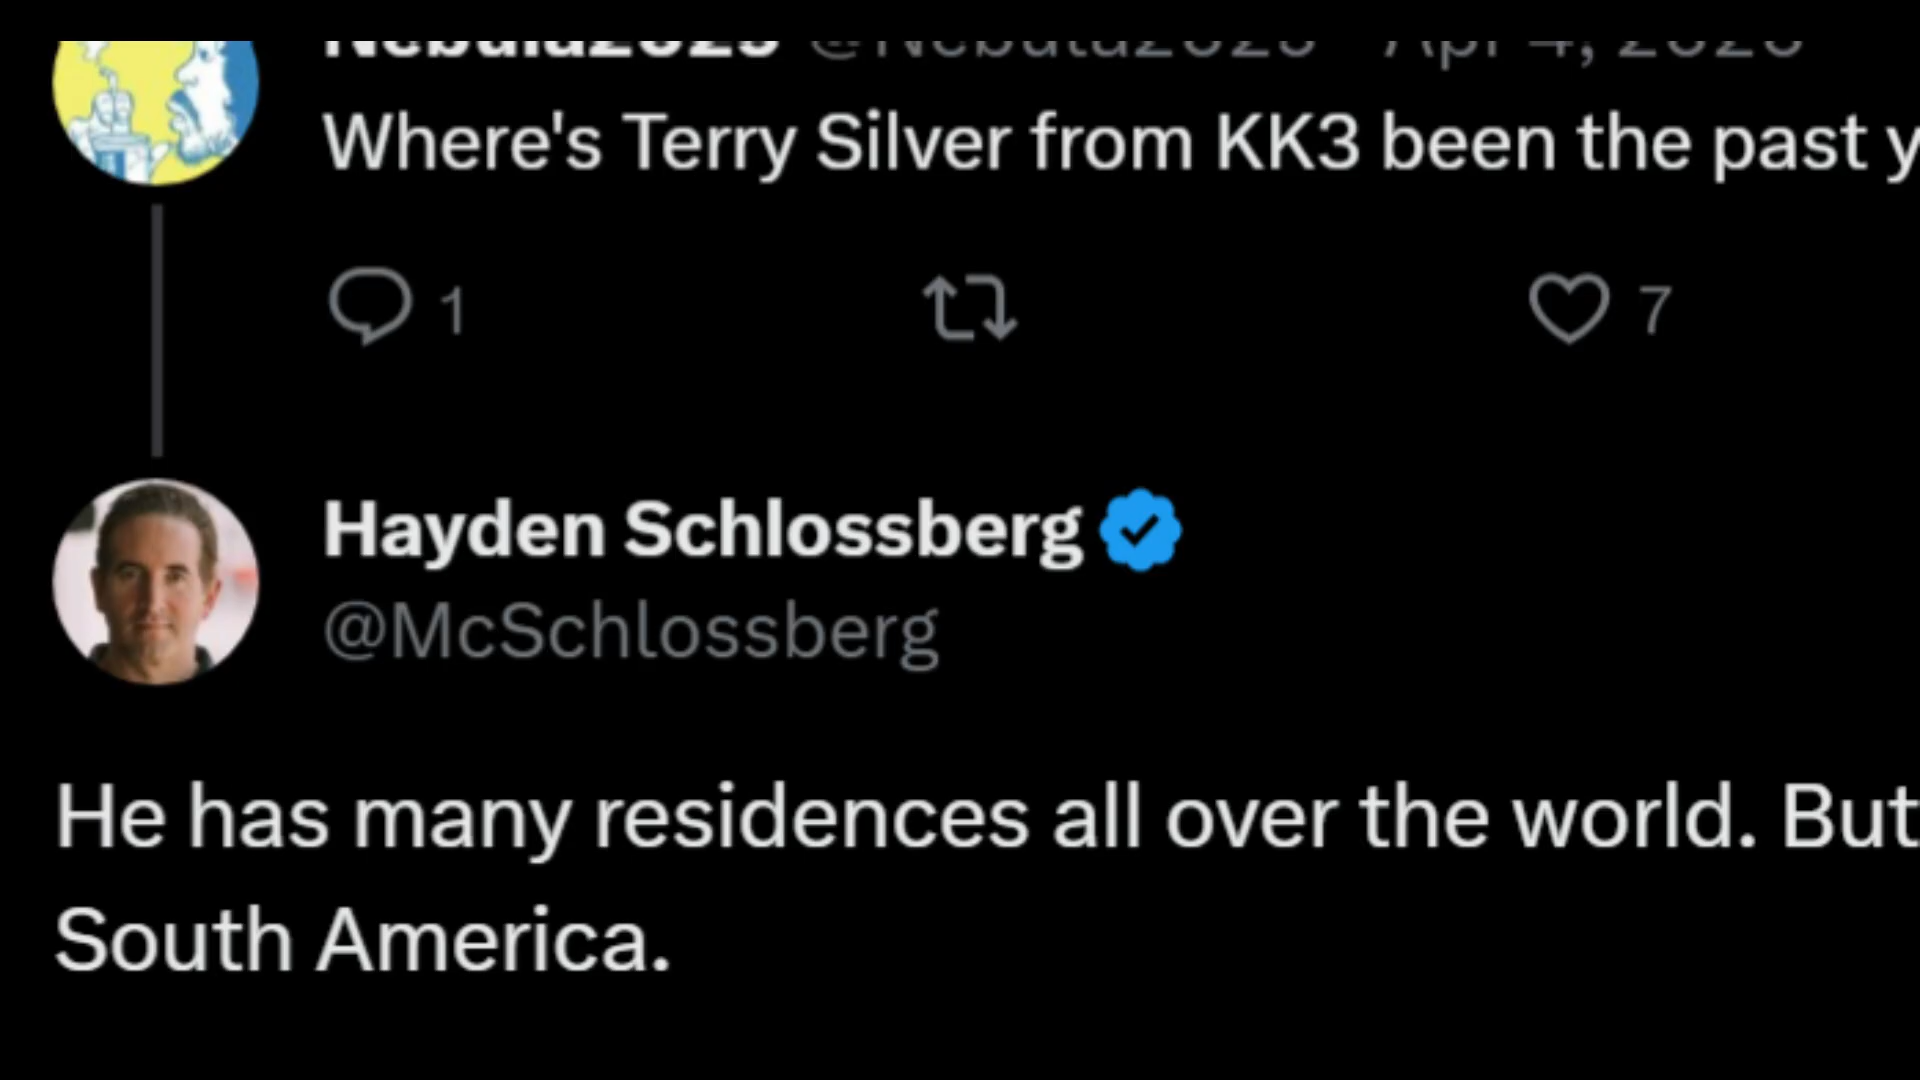 Where's Terry Silver from KK3 been the past
1
7
Hayden Schlossberg
@McSchlossberg
He has many residences all over the world. But
South America.